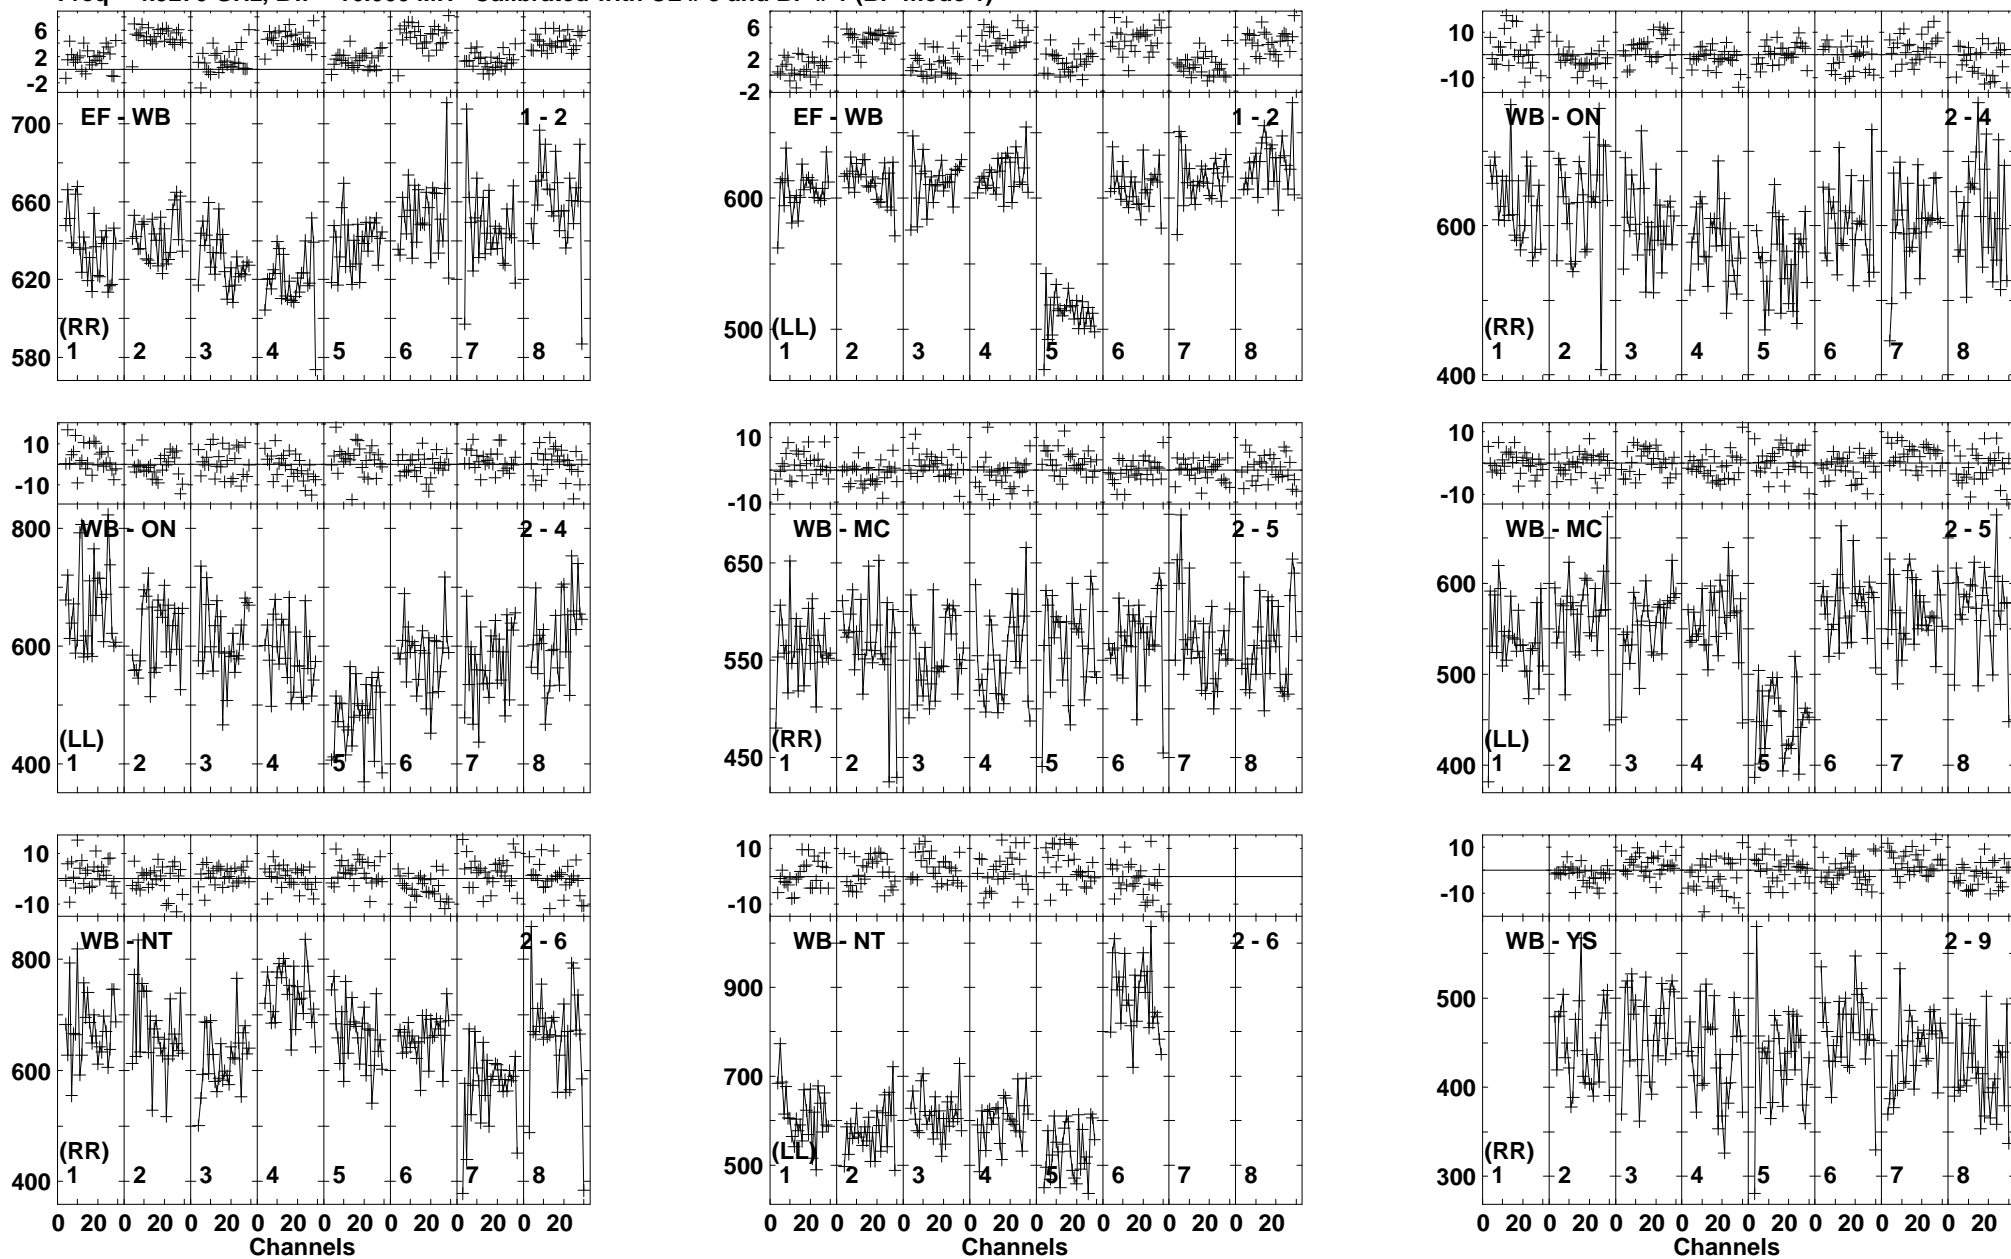 6 2 -2 6 2 -2 10 -10
EF - WB 1 - 2 EF - WB 1 - 2 WB - ON 2 - 4
700 660 620 580 600 500 600 400
(RR) (LL) (RR)
1 2 3 4 5 6 7 8 1 2 3 4 5 6 7 8 1 2 3 4 5 6 7 8
10 -10 10 -10 10 -10
WB - ON 2 - 4 WB - MC 2 - 5 WB - MC 2 - 5
800 600 400 650 550 450 600 500 400
(LL) (RR) (LL)
1 2 3 4 5 6 7 8 1 2 3 4 5 6 7 8 1 2 3 4 5 6 7 8
10 -10 10 -10 10 -10
WB - NT 2 - 6 WB - NT 2 - 6 WB - YS 2 - 9
800 600 400 900 700 500 500 400 300
(RR) (LL) (RR)
1 2 3 4 5 6 7 8 1 2 3 4 5 6 7 8 1 2 3 4 5 6 7 8
0 20 0 20 0 20 0 20 0 20 0 20 0 20 0 20 0 20 0 20 0 20 0 20 0 20 0 20 0 20 0 20 0 20 0 20 0 20 0 20 0 20 0 20 0 20 0 20
Channels Channels Channels